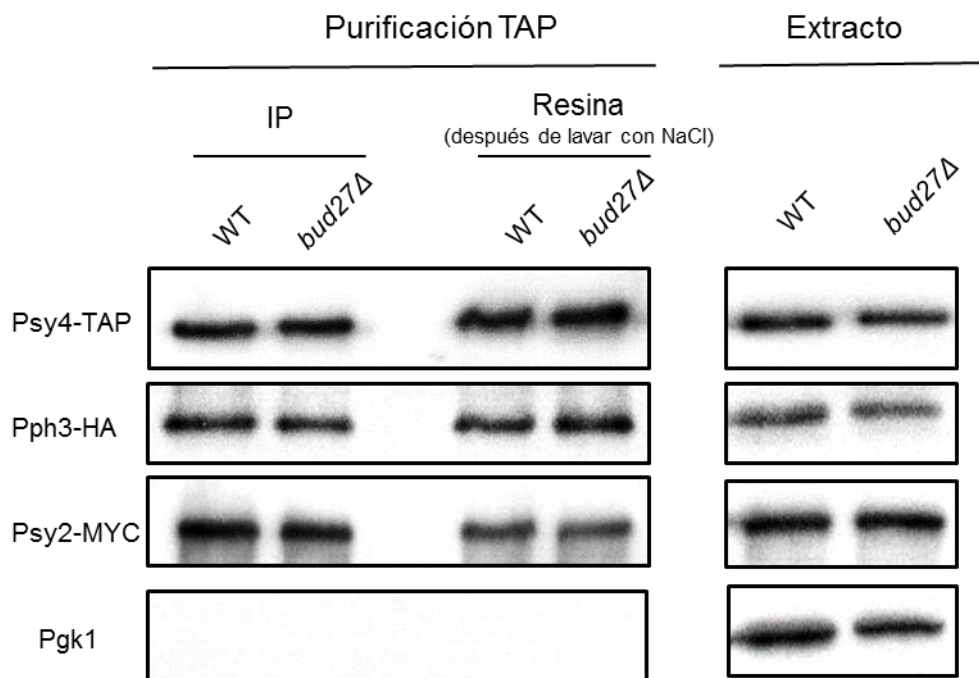 Purificación TAP
Extracto
IP
Resina
(después de lavar con NaCl)
WT
bud27Δ
WT
bud27Δ
WT
bud27Δ
Psy4-TAP
Pph3-HA
Psy2-MYC
Pgk1